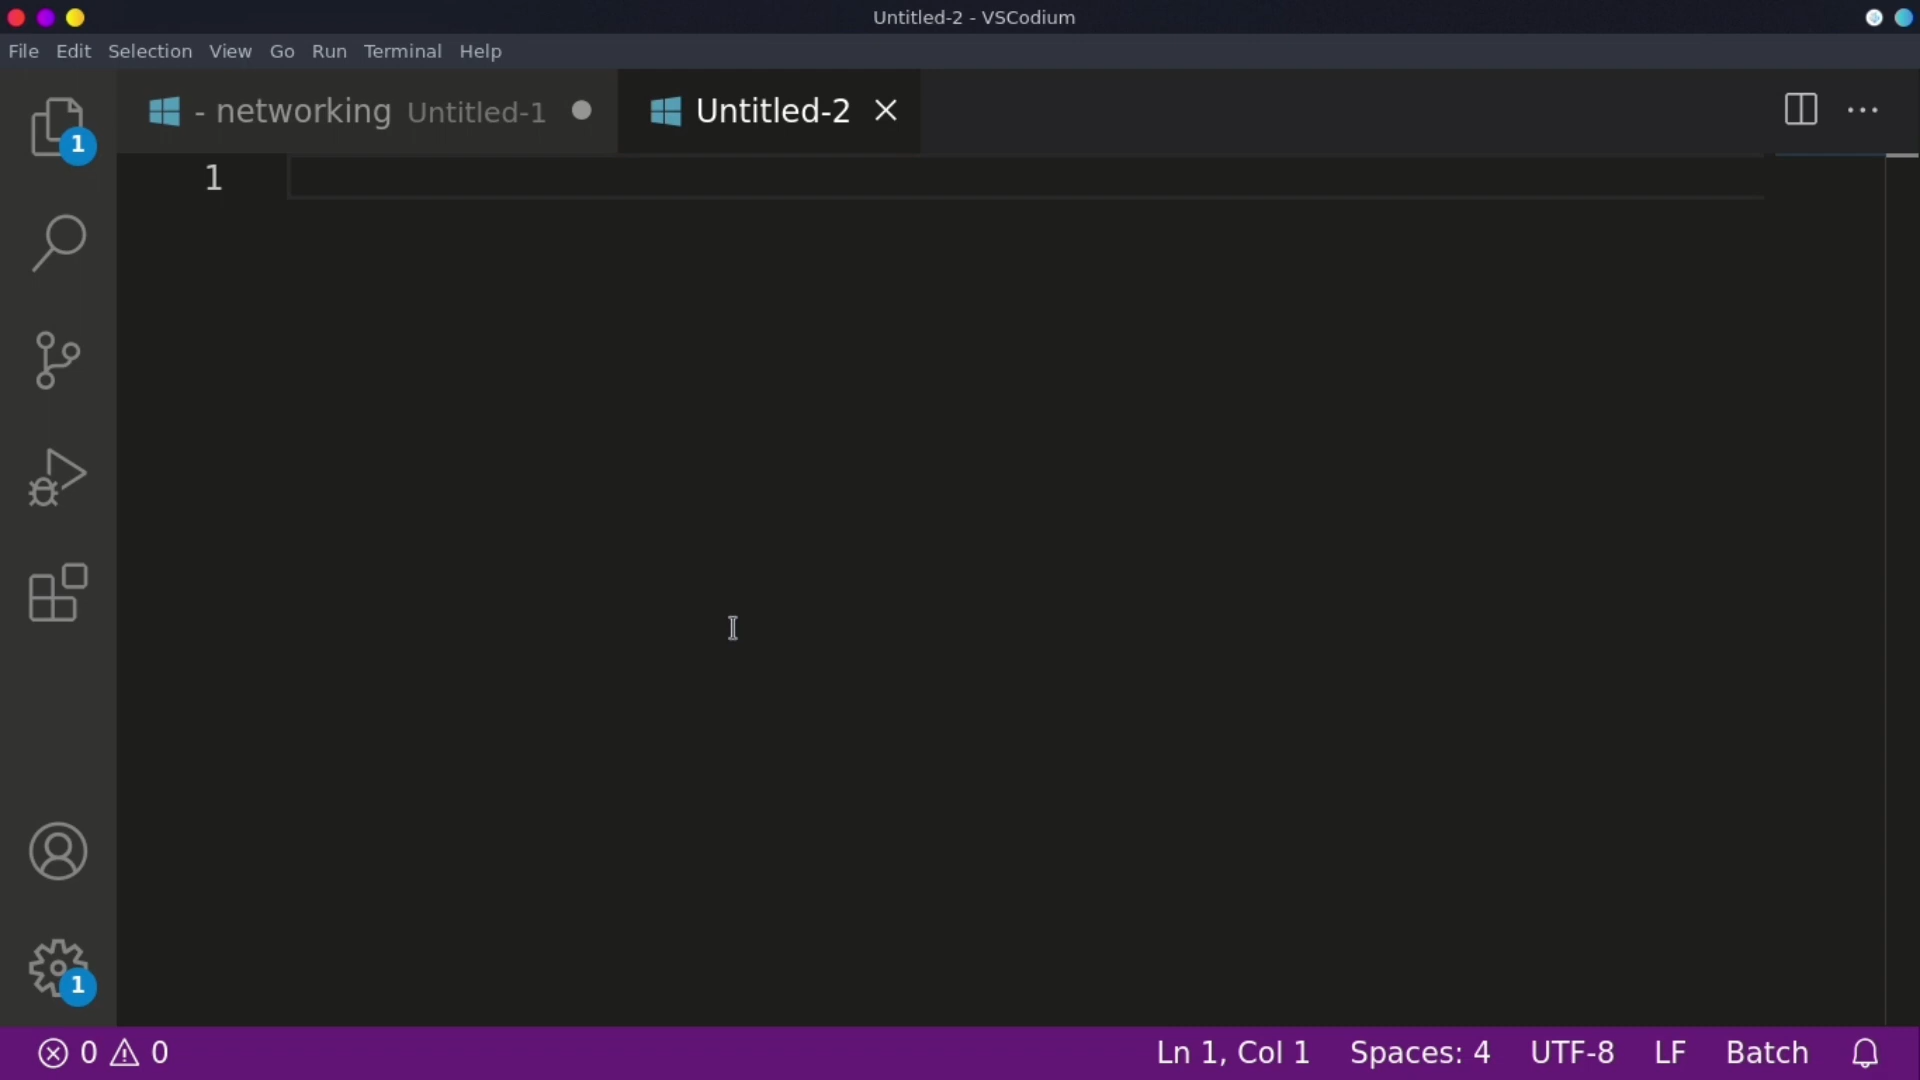 Untitled-2 - VSCodium
File Edit Selection View Go Run Terminal Help
- networking Untitled-1 Untitled-2
1
1
1
0 0 Ln 1, Col 1 Spaces: 4 UTF-8 LF Batch